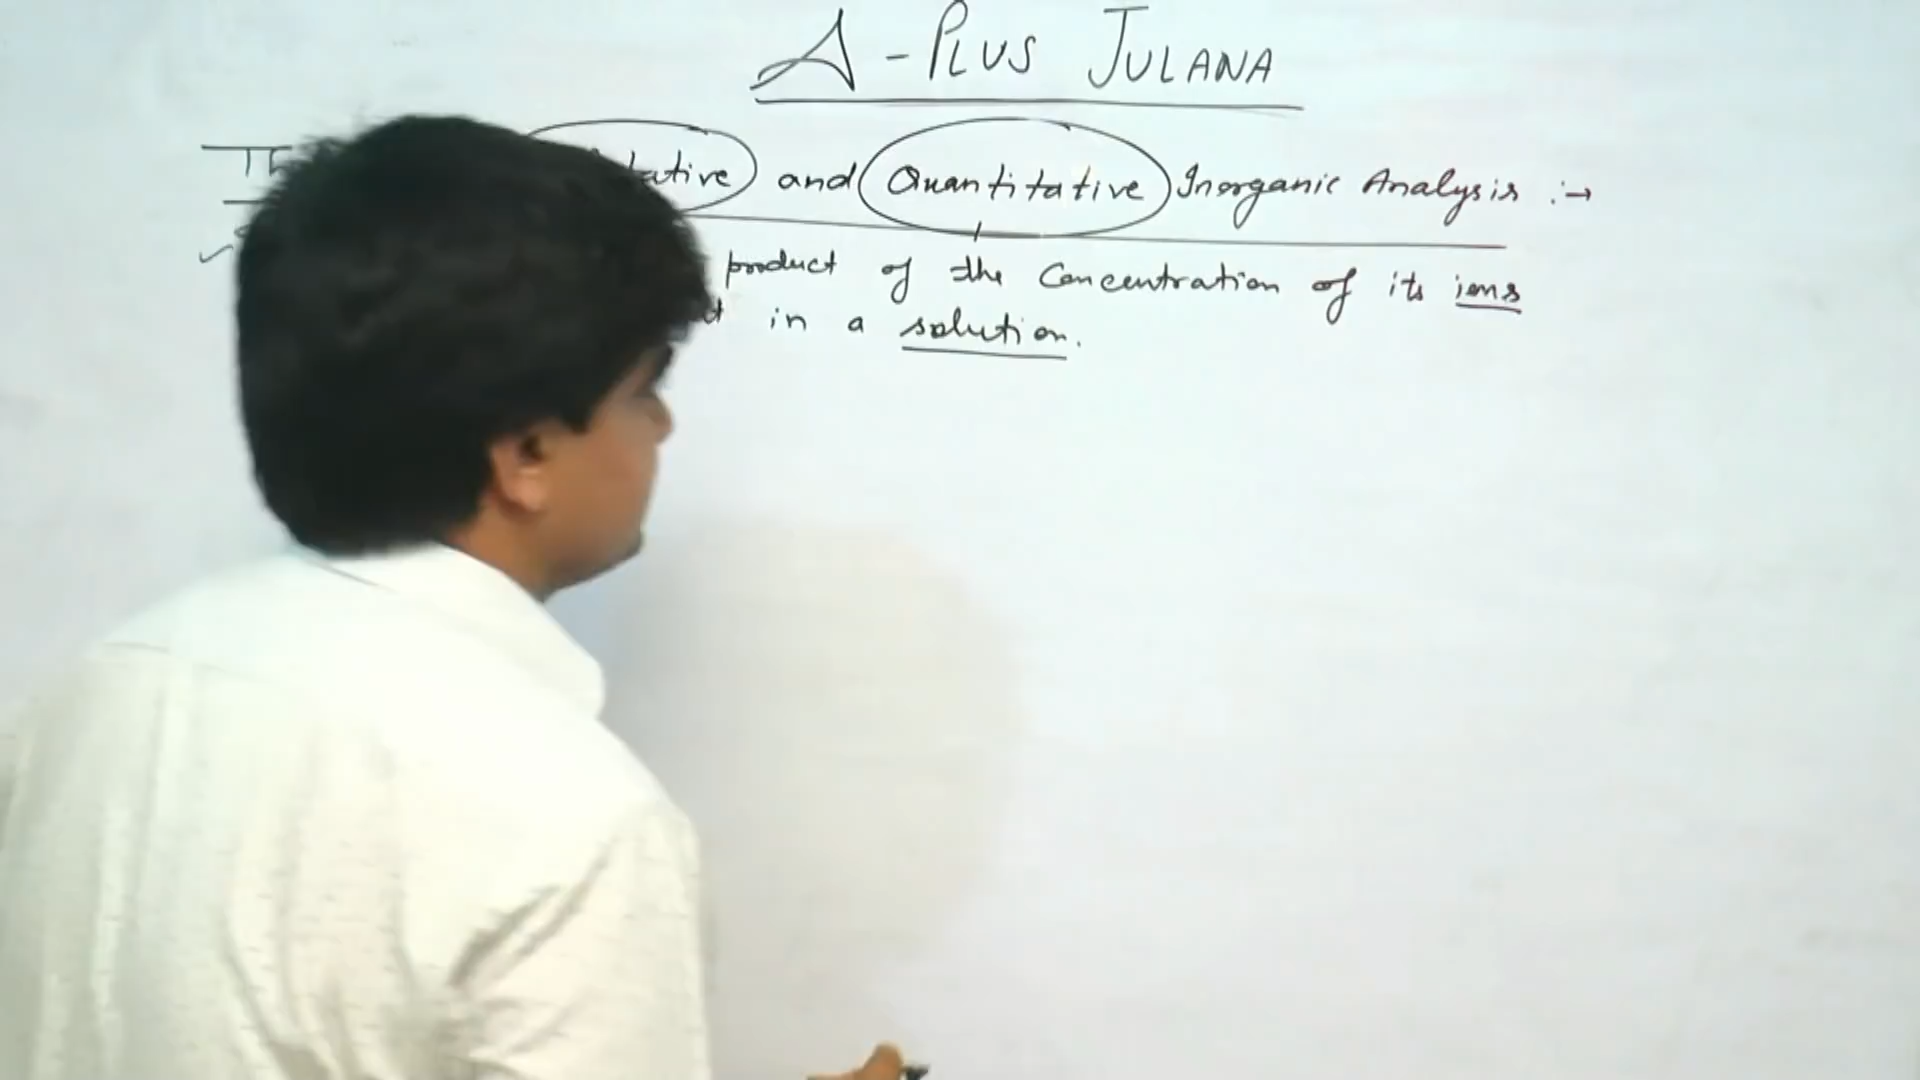 A - PLUS JULANA
and Quantitative Inorganic Analysis :→
product of the Concentration of its ions
in a solution.